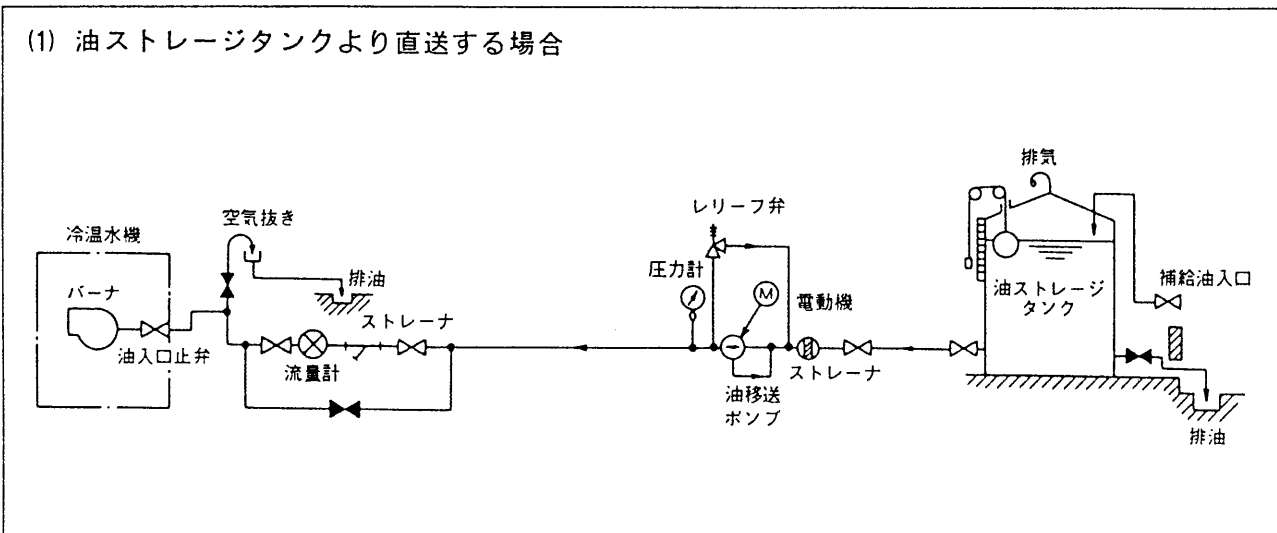 (1) 油ストレージタンクより直送する場合
排気
レリーフ弁
空気抜き
冷温水機
圧力計
補給油入口
バーナ
排油
電動機
M
油ストレージ
タンク
ストレーナ
油入口止弁
流量計
ストレーナ
油移送
ポンプ
排油